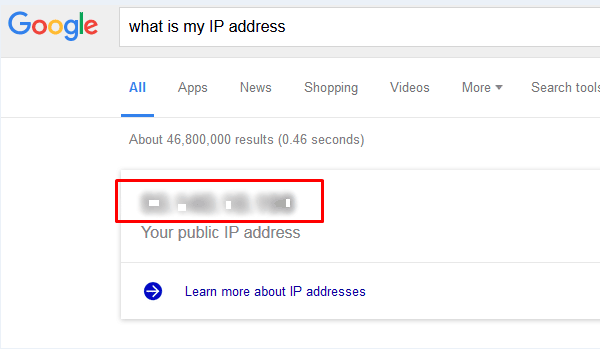 Google
what is my IP address
All Apps News Shopping Videos More Search tools
About 46,800,000 results (0.46 seconds)
Your public IP address
Learn more about IP addresses